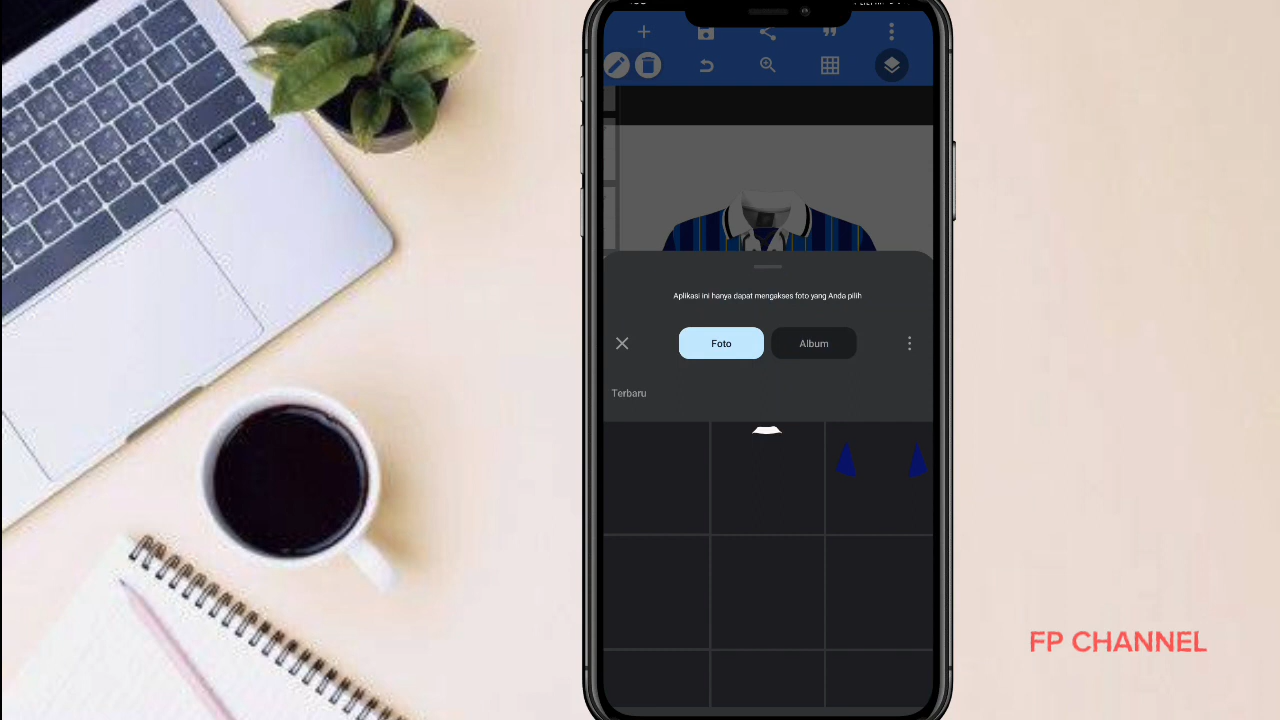 Aplikasi ini hanya dapat mengakses foto yang Anda pilih
Foto
Album
Terbaru
FP CHANNEL